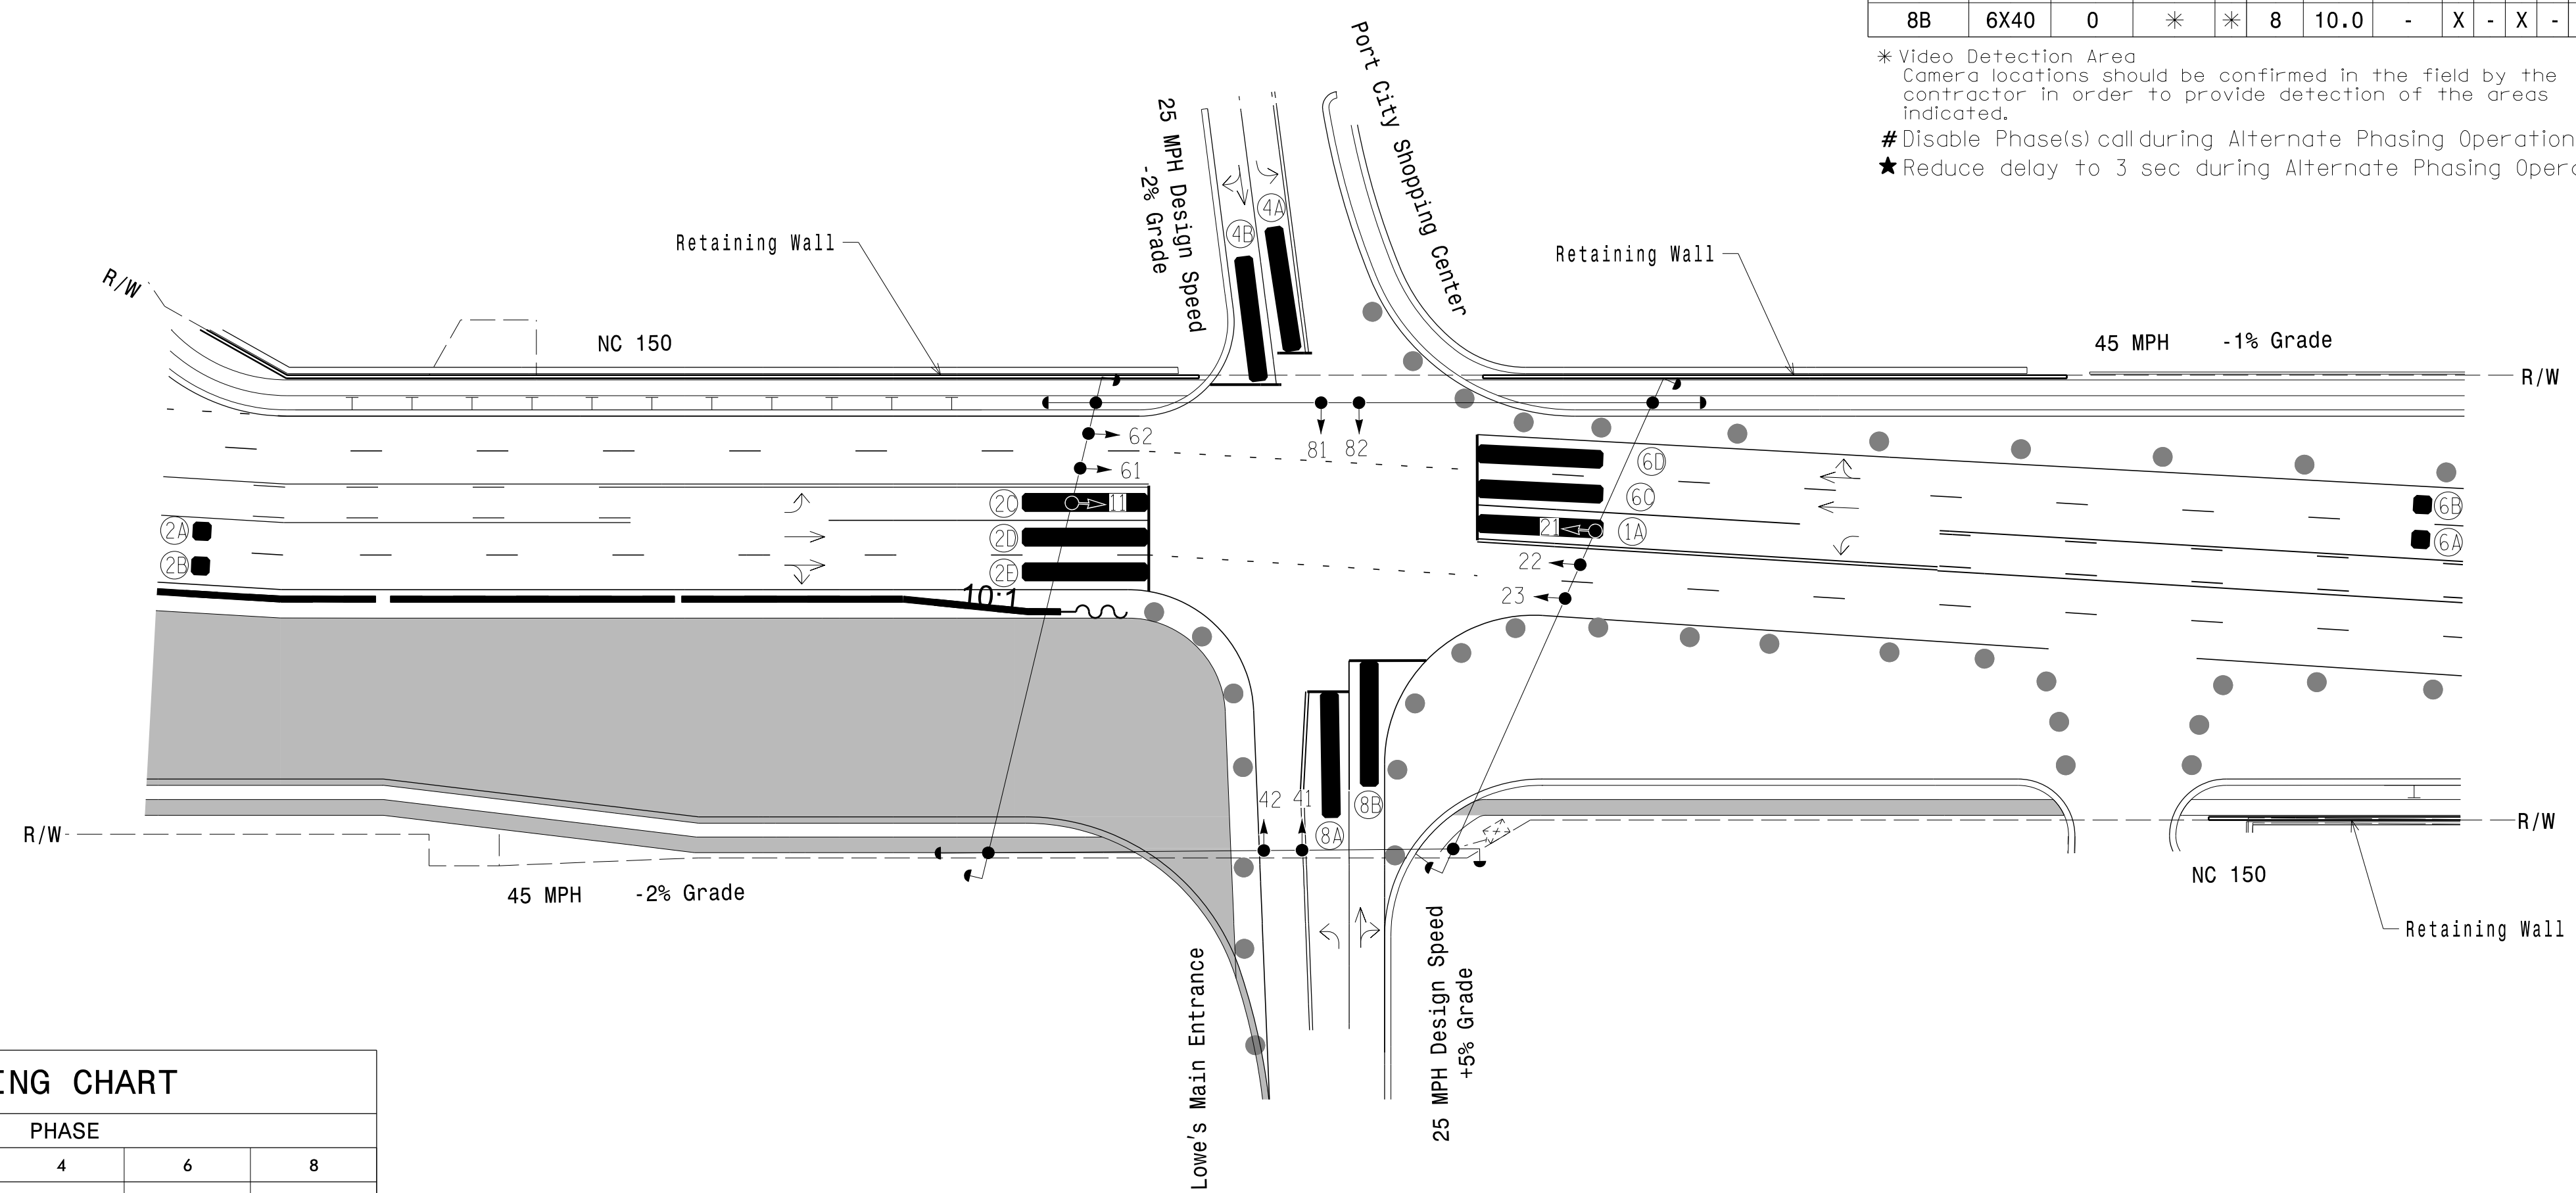 8B 6X40 0 * * 8 10.0 - X - X -
* Video Detection Area
Camera locations should be confirmed in the field by the
contractor in order to provide detection of the areas
indicated.
# Disable Phase(s) call during Alternate Phasing Operation
★ Reduce delay to 3 sec during Alternate Phasing Oper
Port City Shopping Center
25 MPH Design Speed
-2% Grade
4A
4B
Retaining Wall
Retaining Wall
R/W
NC 150
45 MPH -1% Grade
R/W
62
61
81 82
6D
6C
1A
6B
6A
2A
2B
2C
2D
2E
11
21
22
23
10:1
42 41
8A
8B
R/W
R/W
45 MPH -2% Grade
NC 150
Retaining Wall
Lowe's Main Entrance
25 MPH Design Speed
+5% Grade
ING CHART
PHASE
4 6 8